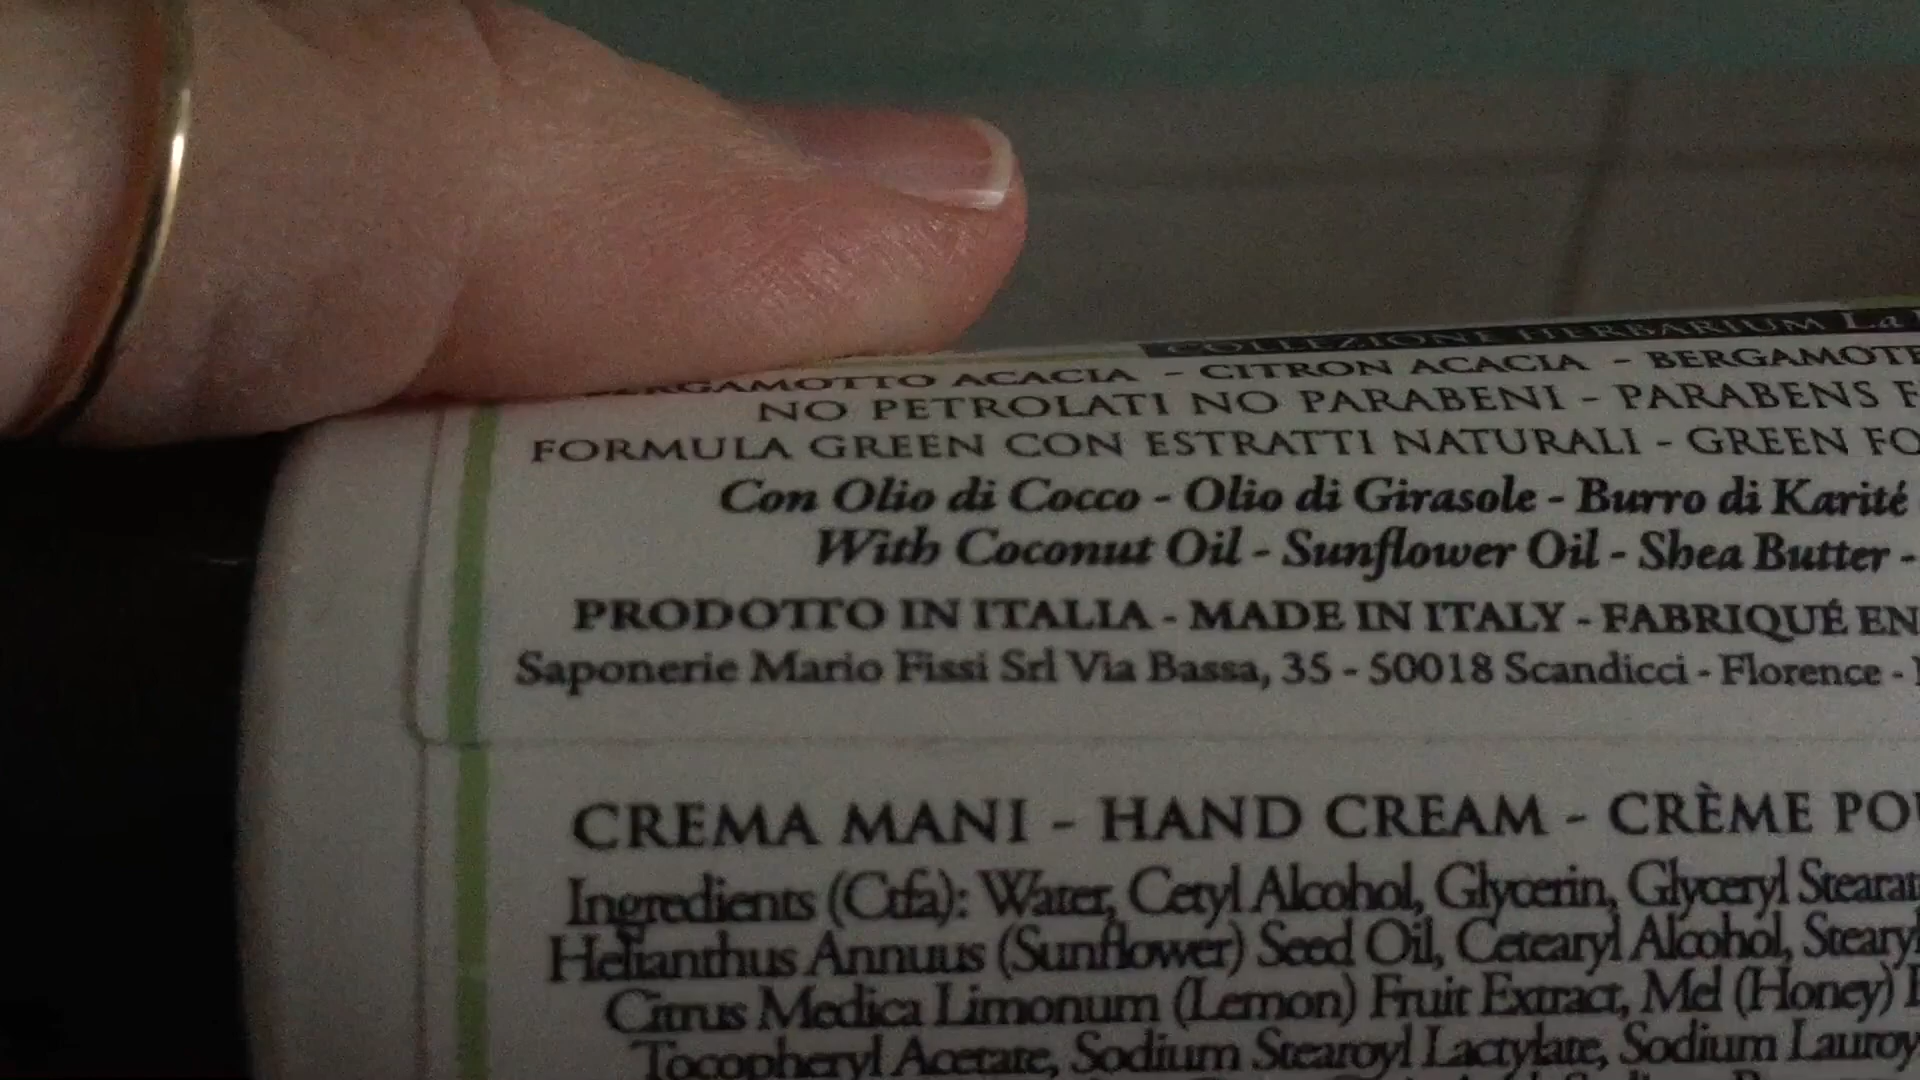 COLLEZIONE HERBARIUM La
BERGAMOTTO ACACIA - CITRON ACACIA - BERGAMOTE
NO PETROLATI NO PARABENI - PARABENS
FORMULA GREEN CON ESTRATTI NATURALI - GREEN
Con Olio di Cocco - Olio di Girasole - Burro di Karité
With Coconut Oil - Sunflower Oil - Shea Butter -
PRODOTTO IN ITALIA - MADE IN ITALY - FABRIQUÉ EN
Saponerie Mario Fissi Srl Via Bassa, 35 - 50018 Scandicci - Florence -
CREMA MANI - HAND CREAM - CRÈME
Ingredients (Ctfa): Water, Cetyl Alcohol, Glycerin, Glyceryl
Helianthus Annuus (Sunflower) Seed Oil, Cetearyl Alcohol,
Citrus Medica Limonum (Lemon) Fruit Extract, Mel (Honey)
Tocopheryl Acetate, Sodium Stearoyl Lactylate, Sodium